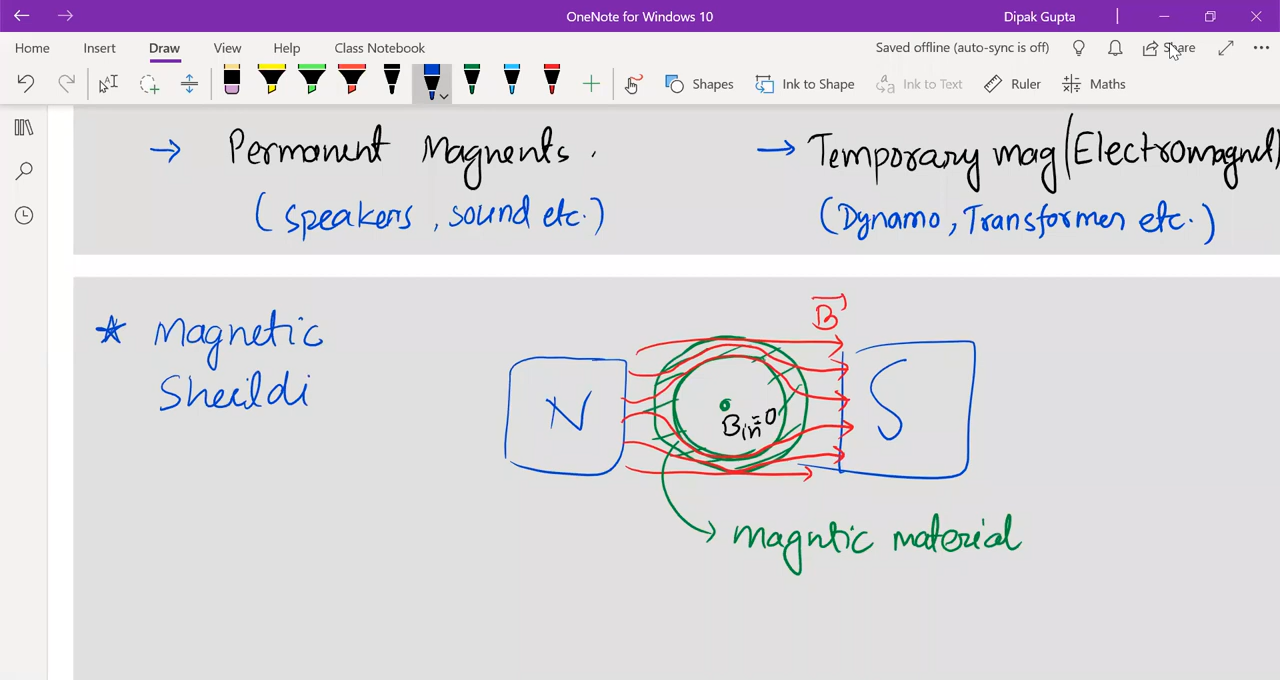 OneNote for Windows 10
Dipak Gupta
Home Insert Draw View Help Class Notebook
Saved offline (auto-sync is off) Share
Shapes Ink to Shape Ink to Text Ruler Maths
→ Permanent Magnents.
(speakers, sound etc.)
→ Temporary mag (Electromagnet)
(Dynamo, Transformer etc.)
* Magnetic
Sheildi
B
N
S
Bin=0
magntic material